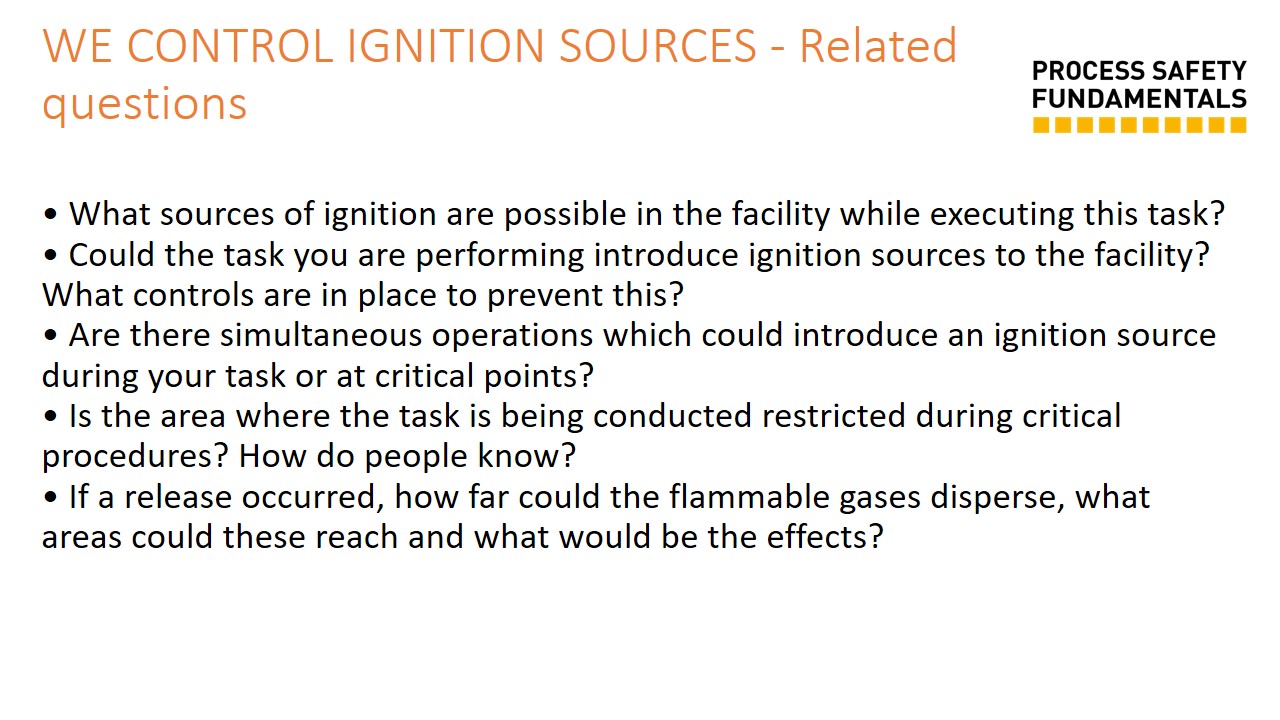 WE CONTROL IGNITION SOURCES - Related
questions
PROCESS SAFETY
FUNDAMENTALS
• What sources of ignition are possible in the facility while executing this task?
• Could the task you are performing introduce ignition sources to the facility?
What controls are in place to prevent this?
• Are there simultaneous operations which could introduce an ignition source
during your task or at critical points?
• Is the area where the task is being conducted restricted during critical
procedures? How do people know?
• If a release occurred, how far could the flammable gases disperse, what
areas could these reach and what would be the effects?